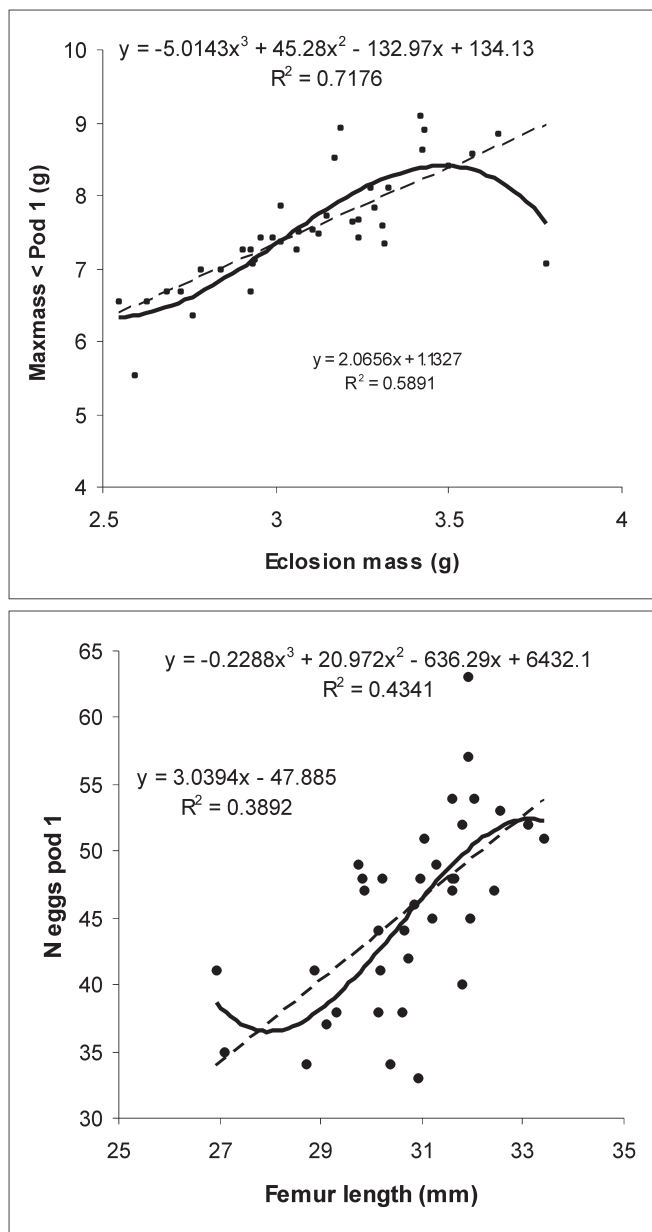 y = -5.0143x³ + 45.28x² - 132.97x + 134.13
R² = 0.7176
10
9
8
7
6
5
4
Maxmass < Pod 1 (g)
y = 2.0656x + 1.1327
R² = 0.5891
2.5 3 3.5 4
Eclosion mass (g)
y = -0.2288x³ + 20.972x² - 636.29x + 6432.1
R² = 0.4341
y = 3.0394x - 47.885
R² = 0.3892
65
60
55
50
45
40
35
30
N eggs pod 1
25 27 29 31 33 35
Femur length (mm)